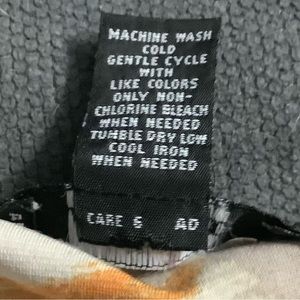 MACHINE WASH
COLD
GENTLE CYCLE
WITH
LIKE COLORS
ONLY NON-
CHLORINE BLEACH
WHEN NEEDED
TUMBLE DRY LOW
COOL IRON
WHEN NEEDED
CARE 6 AD